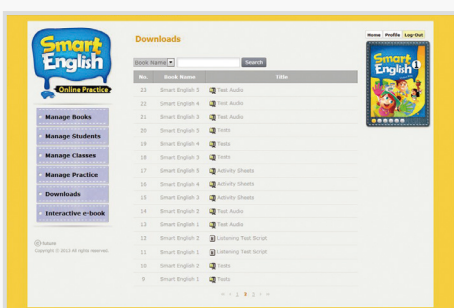 Smart
English
Online Practice
Manage Books
Manage Students
Manage Classes
Manage Practice
Downloads
Interactive e-book
Copyright © 2012 All rights reserved.
Downloads
Home Profile Log-Out
Book Name Search
No. Book Name Title
23 Smart English 5 Test Audio
22 Smart English 4 Test Audio
21 Smart English 3 Test Audio
20 Smart English 5 Tests
19 Smart English 4 Tests
18 Smart English 3 Tests
17 Smart English 5 Activity Sheets
16 Smart English 4 Activity Sheets
15 Smart English 3 Activity Sheets
14 Smart English 2 Test Audio
13 Smart English 1 Test Audio
12 Smart English 2 Listening Test Script
11 Smart English 1 Listening Test Script
10 Smart English 2 Tests
9 Smart English 1 Tests
Smart
English 1